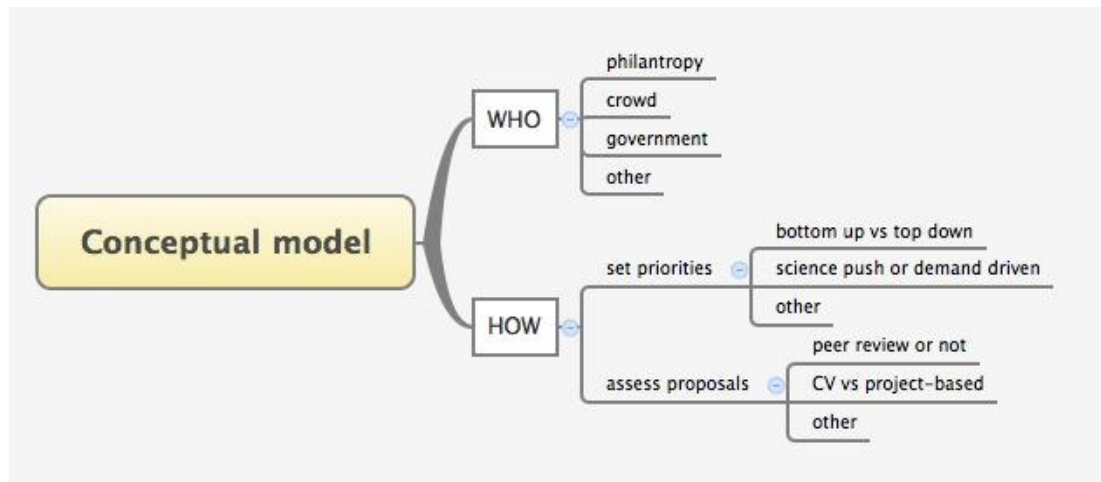 Conceptual model
WHO
philantropy
crowd
government
other
HOW
set priorities
bottom up vs top down
science push or demand driven
other
assess proposals
peer review or not
CV vs project-based
other